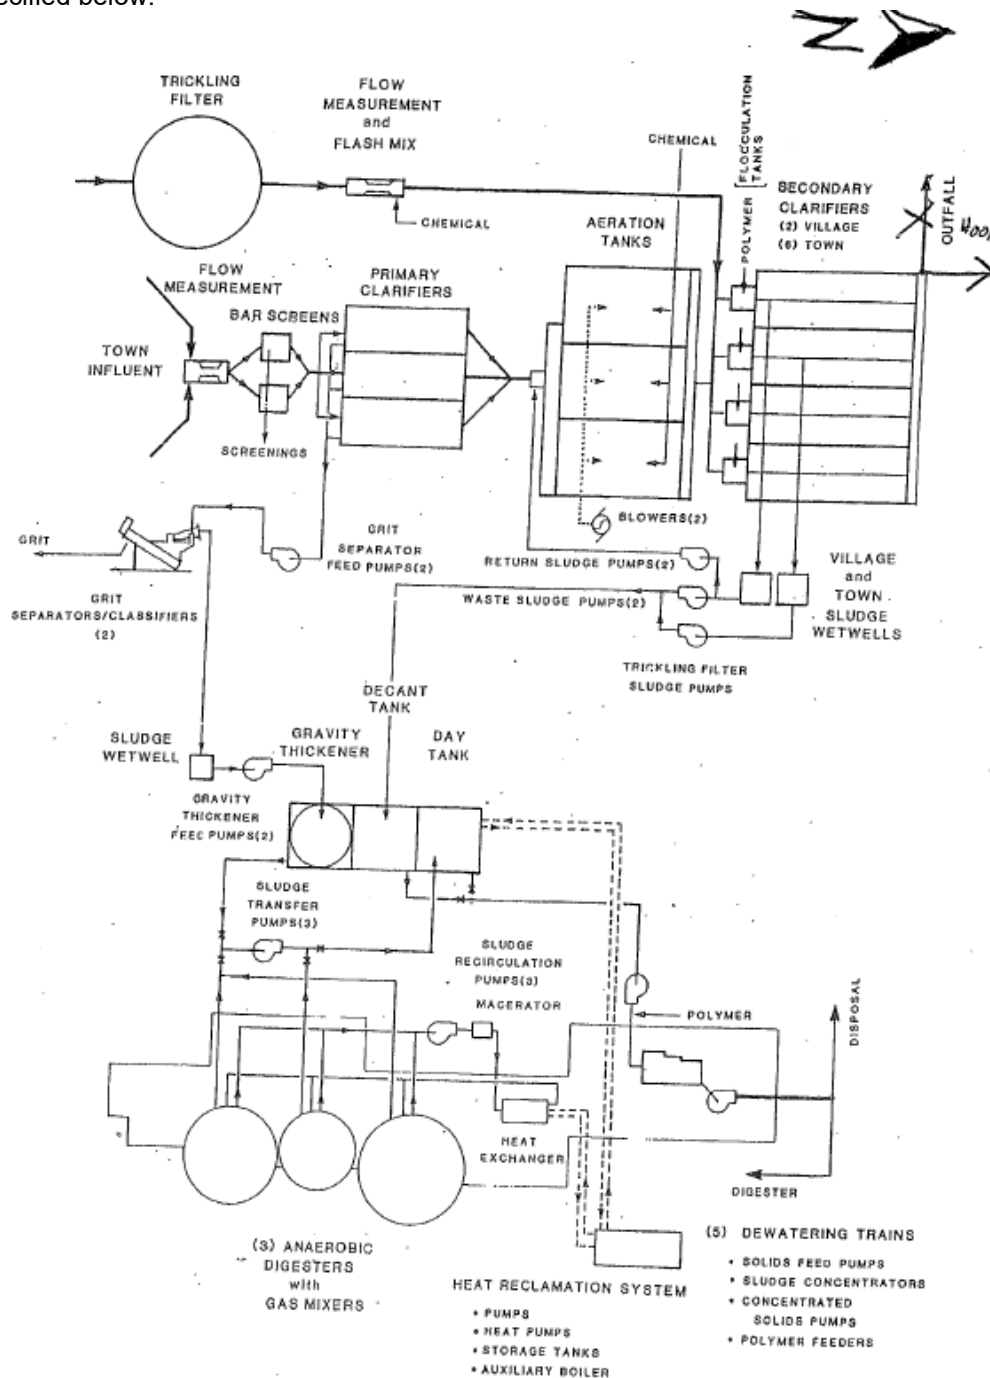 below.
N
TRICKLING
FILTER
FLOW
MEASUREMENT
and
FLASH MIX
CHEMICAL
CHEMICAL
POLYMER
FLOCCULATION
TANKS
SECONDARY
CLARIFIERS
(2) VILLAGE
(6) TOWN
OUTFALL
AERATION
TANKS
FLOW
MEASUREMENT
BAR SCREENS
PRIMARY
CLARIFIERS
TOWN
INFLUENT
SCREENINGS
GRIT
GRIT
SEPARATOR
FEED PUMPS(2)
GRIT
SEPARATORS/CLASSIFIERS
(2)
BLOWERS(2)
RETURN SLUDGE PUMPS(2)
WASTE SLUDGE PUMPS(2)
VILLAGE
and
TOWN
SLUDGE
WETWELLS
TRICKLING FILTER
SLUDGE PUMPS
DECANT
TANK
SLUDGE
WETWELL
GRAVITY
THICKENER
DAY
TANK
GRAVITY
THICKENER
FEED PUMPS(2)
SLUDGE
TRANSFER
PUMPS(3)
SLUDGE
RECIRCULATION
PUMPS(3)
MACERATOR
POLYMER
DISPOSAL
HEAT
EXCHANGER
DIGESTER
(3) ANAEROBIC
DIGESTERS
with
GAS MIXERS
HEAT RECLAMATION SYSTEM
• PUMPS
• HEAT PUMPS
• STORAGE TANKS
• AUXILIARY BOILER
(5) DEWATERING TRAINS
• SOLIDS FEED PUMPS
• SLUDGE CONCENTRATORS
• CONCENTRATED
SOLIDS PUMPS
• POLYMER FEEDERS